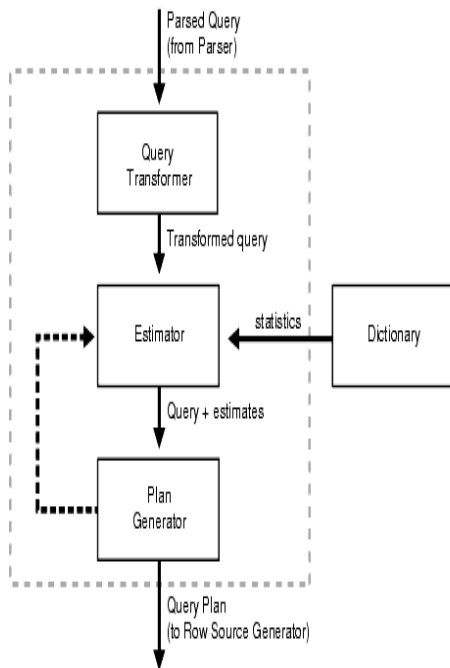 Parsed Query
(from Parser)
Query
Transformer
Transformed query
Estimator
statistics
Dictionary
Query + estimates
Plan
Generator
Query Plan
(to Row Source Generator)